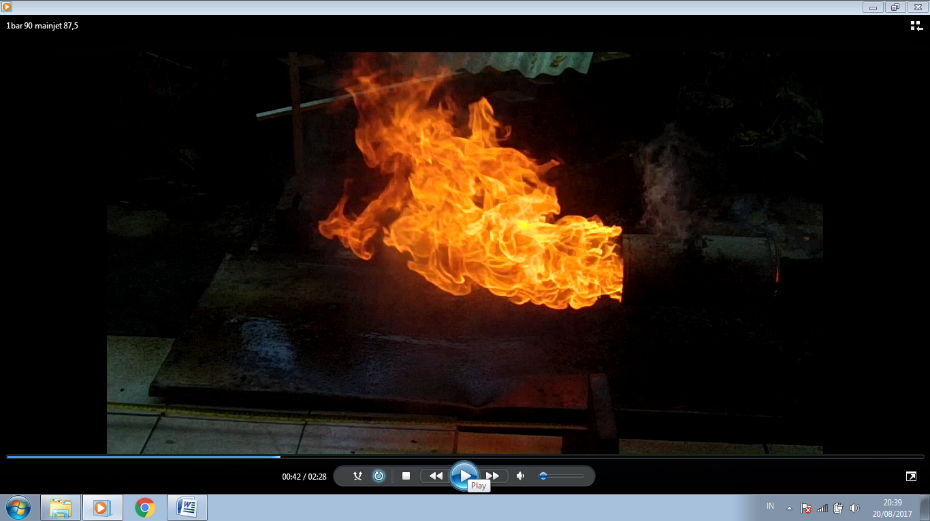 1bar 90 mainjet 87,5
00:42 / 02:28
Play
IN
20:39
20/08/2017